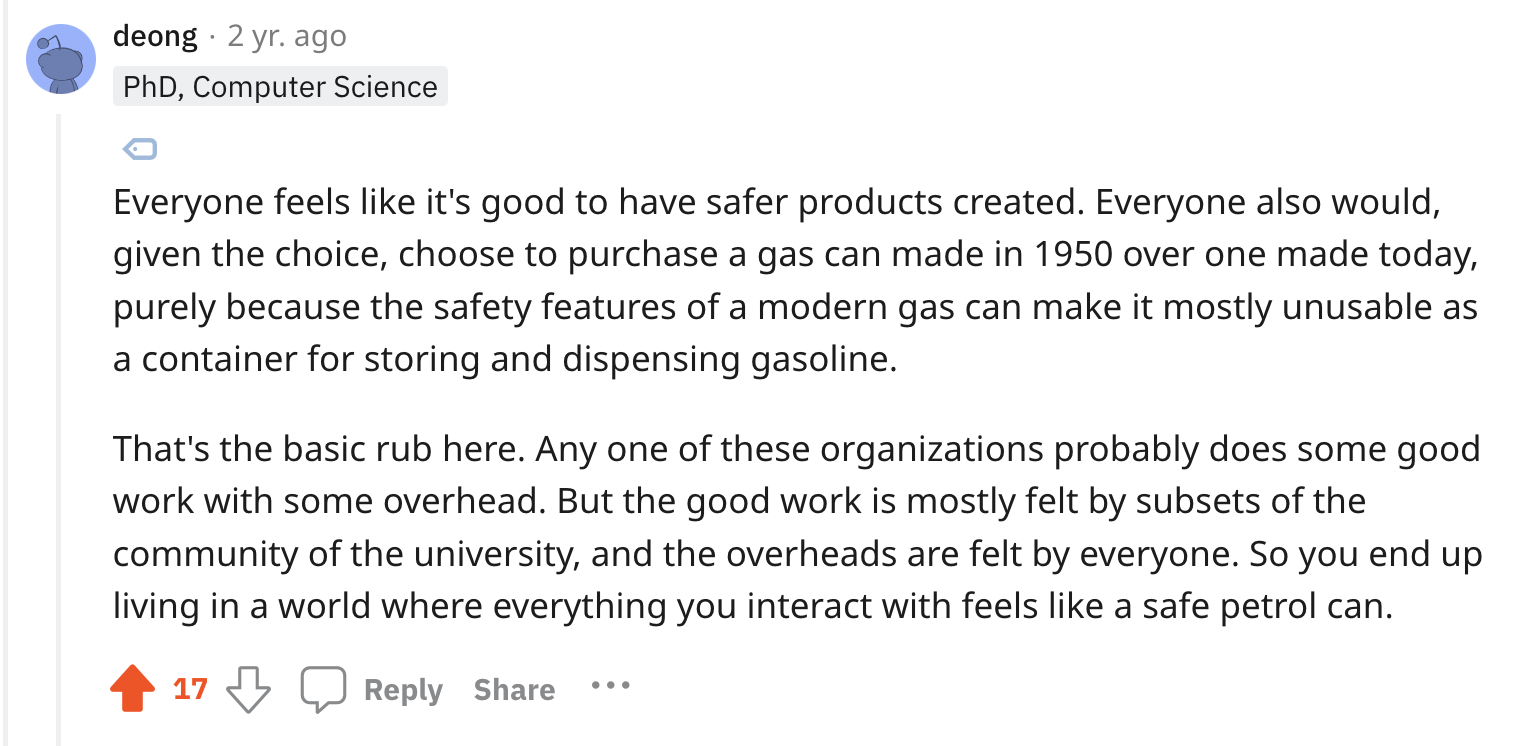 deong · 2 yr. ago
PhD, Computer Science
Everyone feels like it's good to have safer products created. Everyone also would,
given the choice, choose to purchase a gas can made in 1950 over one made today,
purely because the safety features of a modern gas can make it mostly unusable as
a container for storing and dispensing gasoline.
That's the basic rub here. Any one of these organizations probably does some good
work with some overhead. But the good work is mostly felt by subsets of the
community of the university, and the overheads are felt by everyone. So you end up
living in a world where everything you interact with feels like a safe petrol can.
17 Reply Share ···